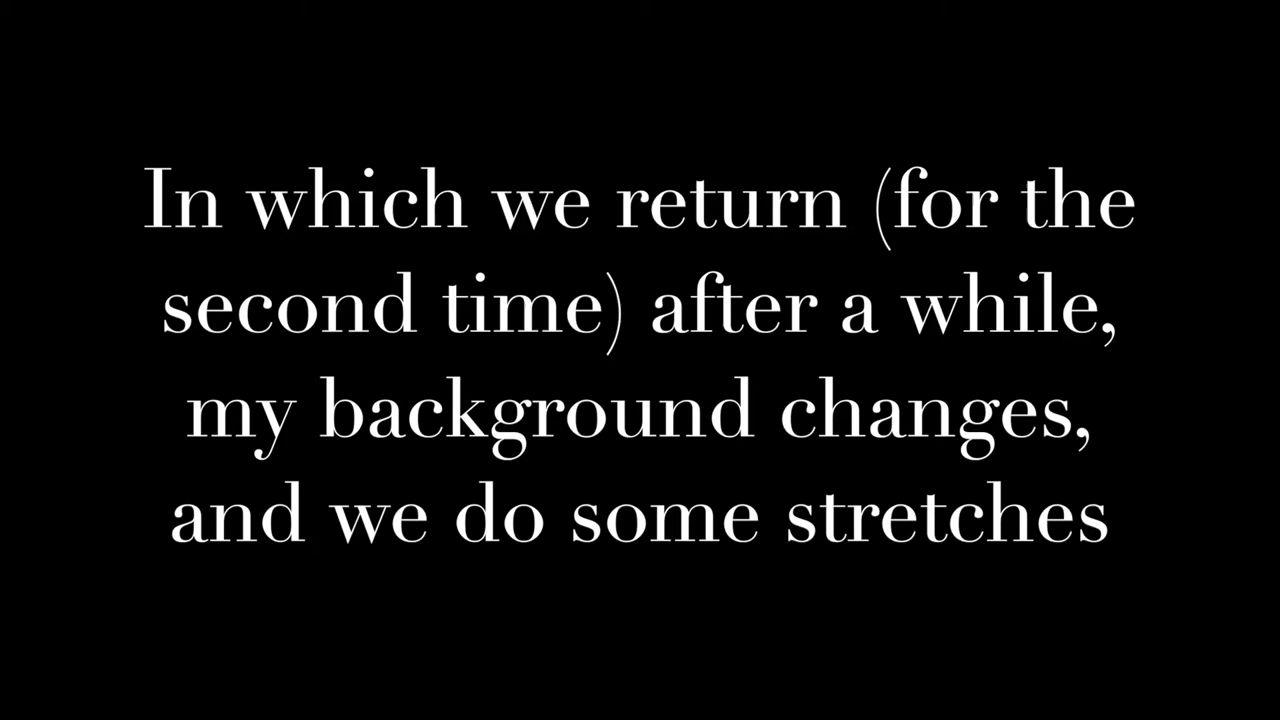 In which we return (for the
second time) after a while,
my background changes,
and we do some stretches